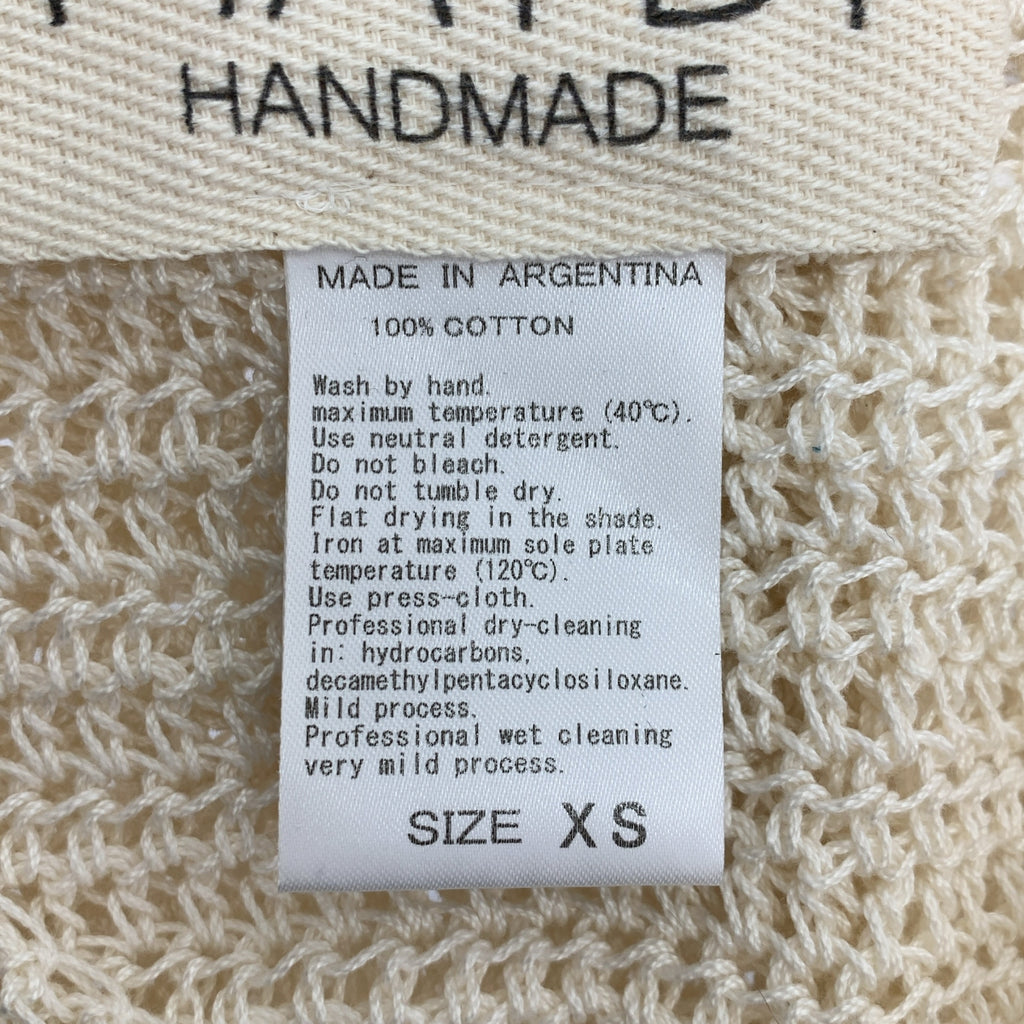 HANDMADE
MADE IN ARGENTINA
100% COTTON
Wash by hand.
maximum temperature (40℃).
Use neutral detergent.
Do not bleach.
Do not tumble dry.
Flat drying in the shade.
Iron at maximum sole plate
temperature (120℃).
Use press-cloth.
Professional dry-cleaning
in: hydrocarbons,
decamethylpentacyclosiloxane.
Mild process.
Professional wet cleaning
very mild process.
SIZE XS